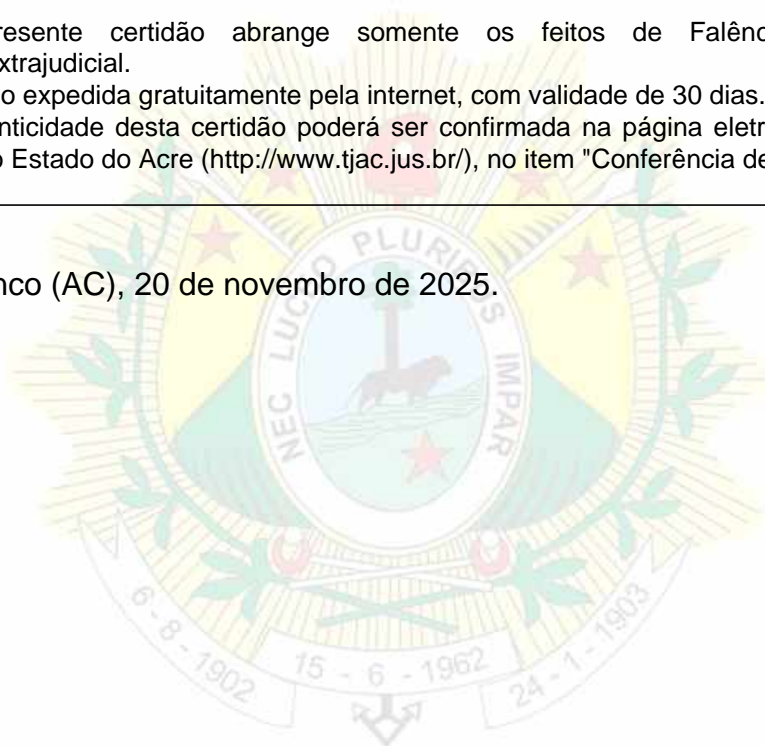 resente certidão abrange somente os feitos de Falênc
xtrajudicial.
o expedida gratuitamente pela internet, com validade de 30 dias.
nticidade desta certidão poderá ser confirmada na página eletr
o Estado do Acre (http://www.tjac.jus.br/), no item "Conferência de
nco (AC), 20 de novembro de 2025.
NEC LUCEO PLURIBUS IMPAR
6 - 8 - 1902
15 - 6 - 1962
24 - 1 - 1903